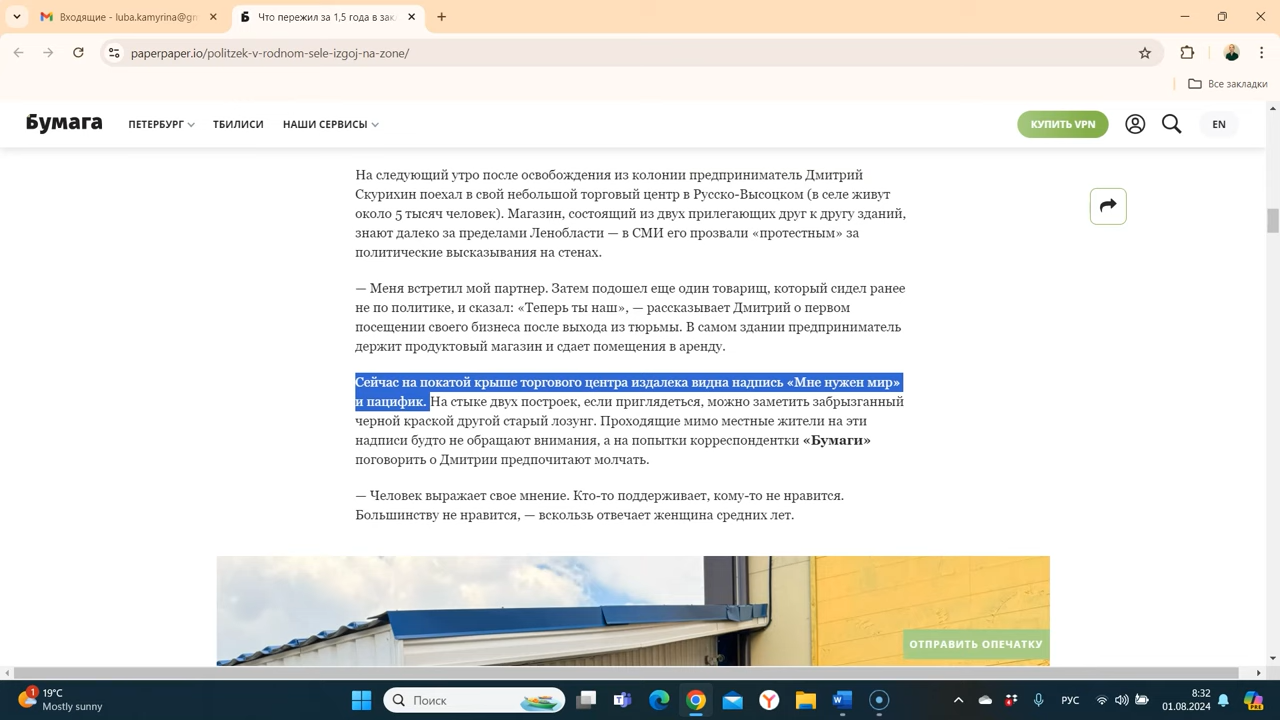 Входящие - luba.kamyrina@gm
Что пережил за 1,5 года в зак
paperpaper.io/politzek-v-rodnom-sele-izgoj-na-zone/
Все закладки
Бумага
ПЕТЕРБУРГ
ТБИЛИСИ
НАШИ СЕРВИСЫ
КУПИТЬ VPN
EN
На следующий утро после освобождения из колонии предприниматель Дмитрий
Скурихин поехал в свой небольшой торговый центр в Русско-Высоцком (в селе живут
около 5 тысяч человек). Магазин, состоящий из двух прилегающих друг к другу зданий,
знают далеко за пределами Ленобласти — в СМИ его прозвали «протестным» за
политические высказывания на стенах.
— Меня встретил мой партнер. Затем подошел еще один товарищ, который сидел ранее
не по политике, и сказал: «Теперь ты наш», — рассказывает Дмитрий о первом
посещении своего бизнеса после выхода из тюрьмы. В самом здании предприниматель
держит продуктовый магазин и сдает помещения в аренду.
Сейчас на покатой крыше торгового центра издалека видна надпись «Мне нужен мир»
и пацифик. На стыке двух построек, если приглядеться, можно заметить забрызганный
черной краской другой старый лозунг. Проходящие мимо местные жители на эти
надписи будто не обращают внимания, а на попытки корреспондентки «Бумаги»
поговорить о Дмитрии предпочитают молчать.
— Человек выражает свое мнение. Кто-то поддерживает, кому-то не нравится.
Большинству не нравится, — вскользь отвечает женщина средних лет.
ОТПРАВИТЬ ОПЕЧАТКУ
1
19°C
Mostly sunny
Поиск
РУС
8:32
01.08.2024